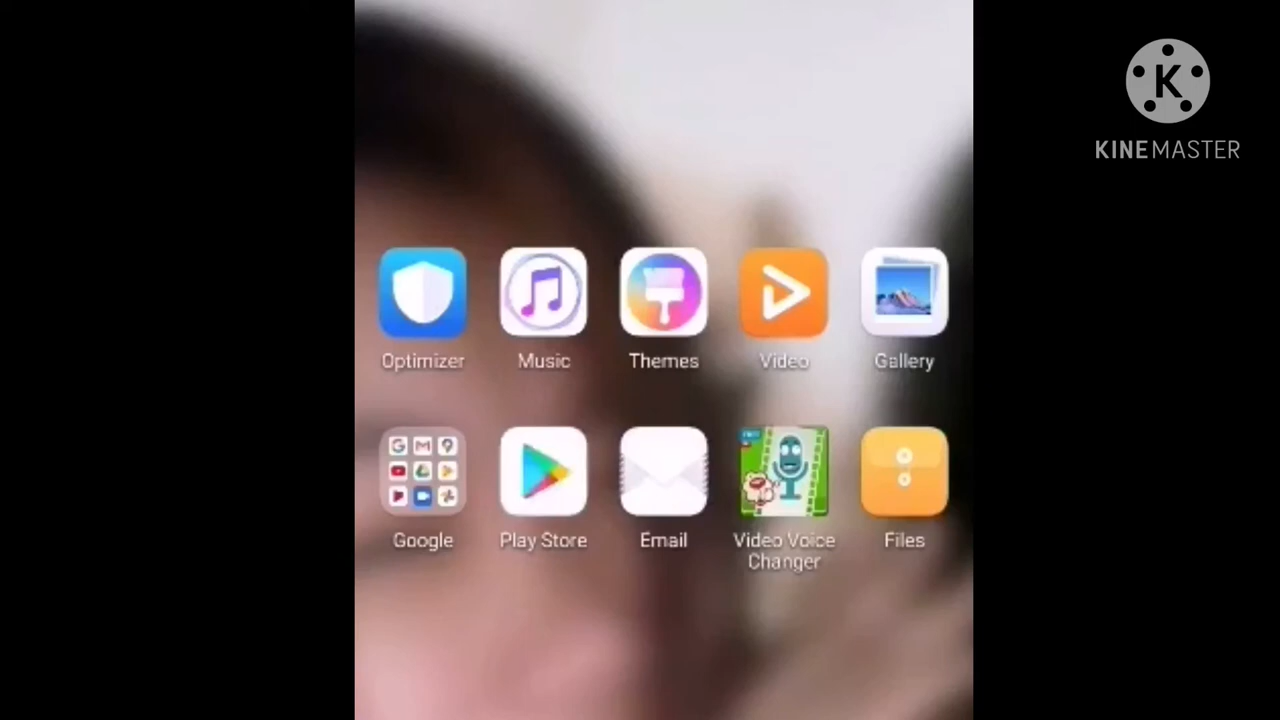 K
KINEMASTER
Optimizer
Music
Themes
Video
Gallery
Google
Play Store
Email
Video Voice
Changer
Files